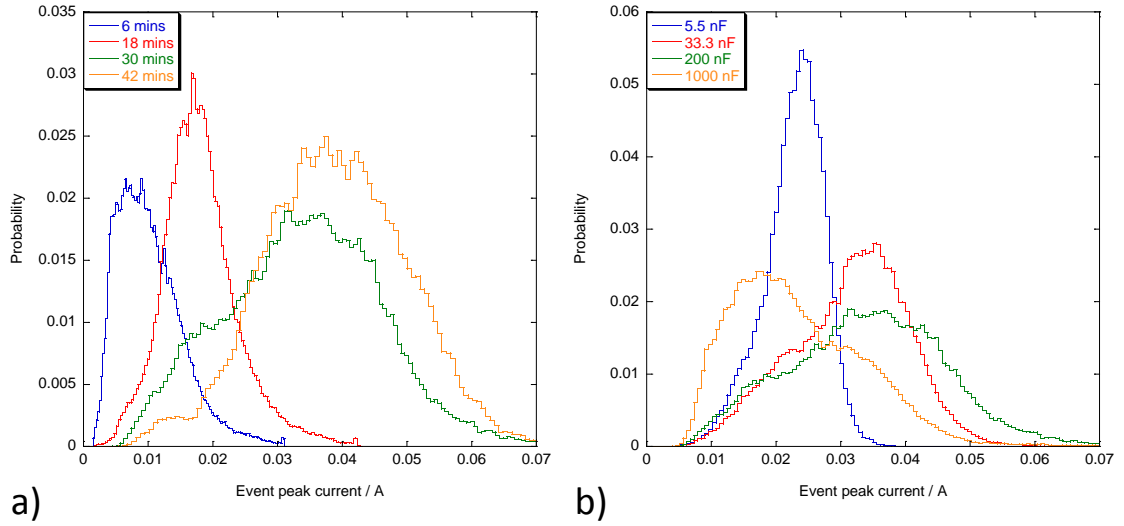 0.035
0.03
0.025
0.02
0.015
0.01
0.005
0
Probability
6 mins
18 mins
30 mins
42 mins
0 0.01 0.02 0.03 0.04 0.05 0.06 0.07
Event peak current / A
a)
0.06
0.05
0.04
0.03
0.02
0.01
0
Probability
5.5 nF
33.3 nF
200 nF
1000 nF
0 0.01 0.02 0.03 0.04 0.05 0.06 0.07
Event peak current / A
b)